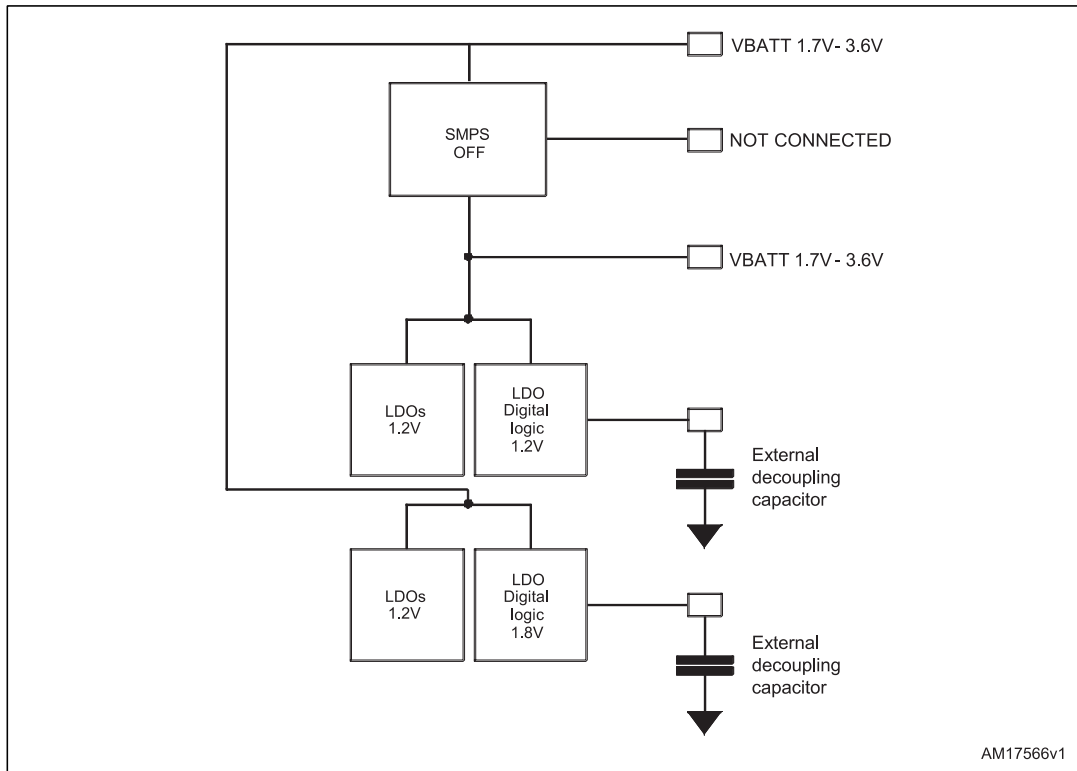 VBATT 1.7V- 3.6V
SMPS
OFF
NOT CONNECTED
VBATT 1.7V- 3.6V
LDOs
1.2V
LDO
Digital
logic
1.2V
External
decoupling
capacitor
LDOs
1.2V
LDO
Digital
logic
1.8V
External
decoupling
capacitor
AM17566v1